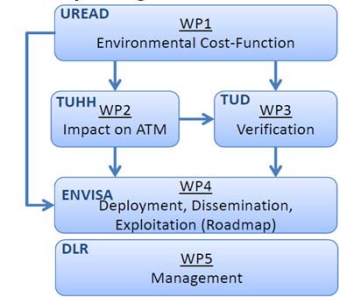 UREAD
WP1
Environmental Cost-Function
TUHH
WP2
Impact on ATM
TUD
WP3
Verification
ENVISA
WP4
Deployment, Dissemination,
Exploitation (Roadmap)
DLR
WP5
Management